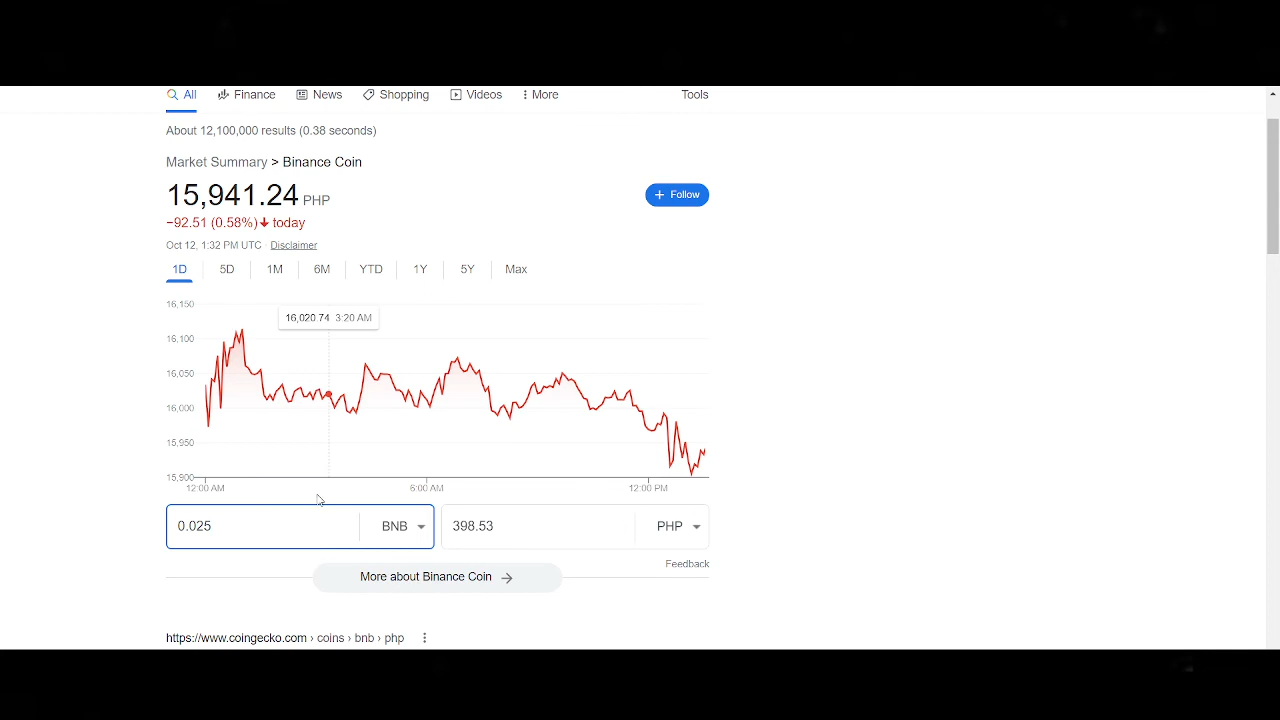 All Finance News Shopping Videos More Tools
About 12,100,000 results (0.38 seconds)
Market Summary > Binance Coin
15,941.24 PHP
+ Follow
−92.51 (0.58%) today
Oct 12, 1:32 PM UTC Disclaimer
1D 5D 1M 6M YTD 1Y 5Y Max
16,150
16,020.74 3:20 AM
16,100
16,050
16,000
15,950
15,900
12:00 AM 6:00 AM 12:00 PM
0.025 BNB 398.53 PHP
Feedback
More about Binance Coin
https://www.coingecko.com › coins › bnb › php